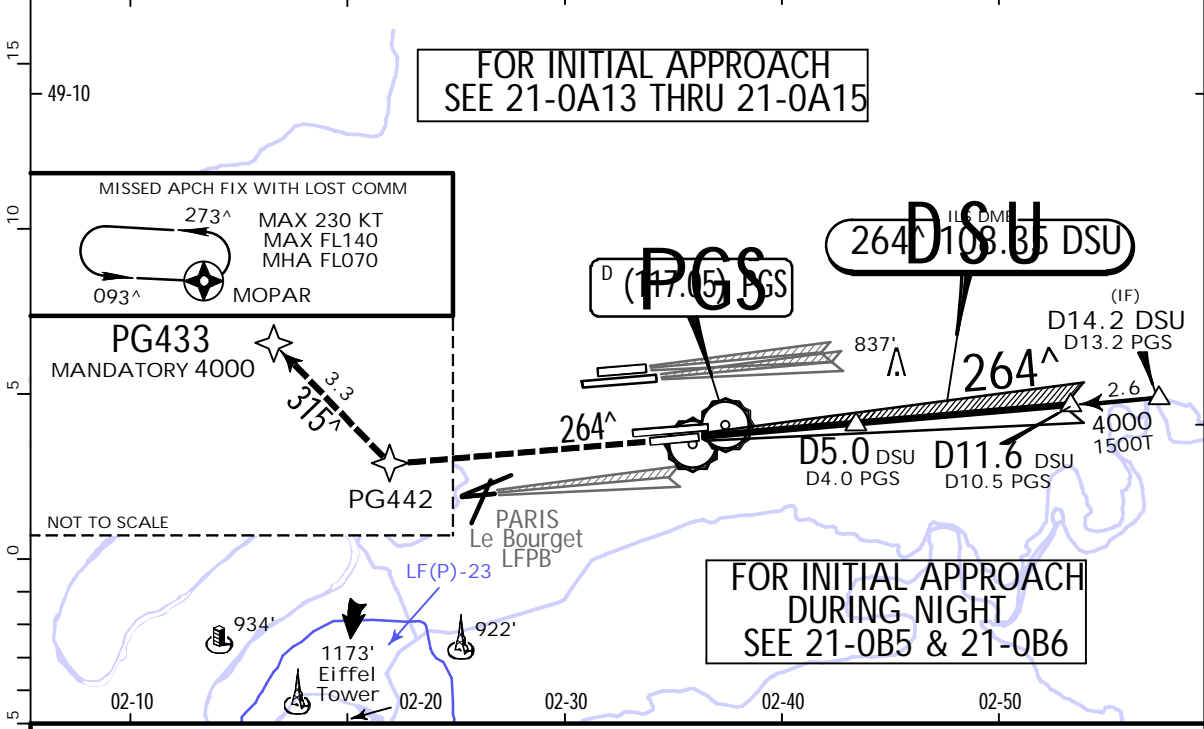 15
49-10
FOR INITIAL APPROACH
SEE 21-0A13 THRU 21-0A15
MISSED APCH FIX WITH LOST COMM
273^
MAX 230 KT
MAX FL140
MHA FL070
093^
MOPAR
10
PGS
D (117.05) PGS
DSU
ILS DME
264^ 108.35 DSU
(IF)
D14.2 DSU
D13.2 PGS
PG433
MANDATORY 4000
3.3
315^
837'
264^
2.6
4000
1500T
5
264^
D5.0 DSU
D4.0 PGS
D11.6 DSU
D10.5 PGS
PG442
NOT TO SCALE
PARIS
Le Bourget
LFPB
0
LF(P)-23
FOR INITIAL APPROACH
DURING NIGHT
SEE 21-0B5 & 21-0B6
934'
922'
1173'
Eiffel
Tower
5
02-10
02-20
02-30
02-40
02-50